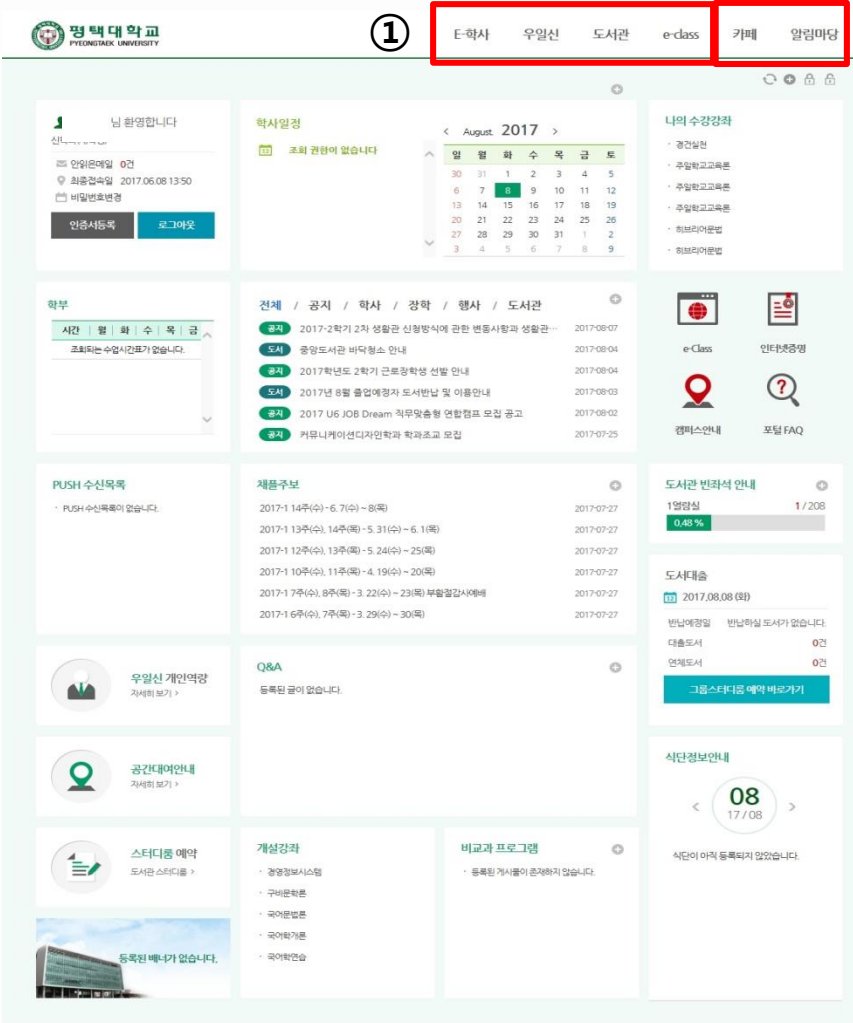 평택대학교
PYEONGTAEK UNIVERSITY
①
E-학사 우일신 도서관 e-class 카페 알림마당
님 환영합니다
안읽은메일 0건
최종접속일 2017.06.08 13:50
비밀번호변경
인증서등록 로그아웃
학사일정
조회 권한이 없습니다
< August 2017 >
일 월 화 수 목 금 토
30 31 1 2 3 4 5
6 7 8 9 10 11 12
13 14 15 16 17 18 19
20 21 22 23 24 25 26
27 28 29 30 31 1 2
3 4 5 6 7 8 9
나의 수강강좌
· 경건실천
· 주일학교교육론
· 주일학교교육론
· 주일학교교육론
· 히브리어문법
· 히브리어문법
학부
시간 월 화 수 목 금
조회되는 수업시간표가 없습니다.
전체 / 공지 / 학사 / 장학 / 행사 / 도서관
공지 2017-2학기 2차 생활관 신청방식에 관한 변동사항과 생활관… 2017-08-07
도서 중앙도서관 바닥청소 안내 2017-08-04
공지 2017학년도 2학기 근로장학생 선발 안내 2017-08-04
도서 2017년 8월 졸업예정자 도서반납 및 이용안내 2017-08-03
공지 2017 U6 JOB Dream 직무맞춤형 연합캠프 모집 공고 2017-08-02
공지 커뮤니케이션디자인학과 학과조교 모집 2017-07-25
e-Class 인터넷증명
캠퍼스안내 포털 FAQ
PUSH 수신목록
· PUSH 수신목록이 없습니다.
채플주보
2017-1 14주(수) - 6. 7(수) ~ 8(목) 2017-07-27
2017-1 13주(수), 14주(목) - 5. 31(수) ~ 6. 1(목) 2017-07-27
2017-1 12주(수), 13주(목) - 5. 24(수) ~ 25(목) 2017-07-27
2017-1 10주(수), 11주(목) - 4. 19(수) ~ 20(목) 2017-07-27
2017-1 7주(수), 8주(목) - 3. 22(수) ~ 23(목) 부활절감사예배 2017-07-27
2017-1 6주(수), 7주(목) - 3. 29(수) ~ 30(목) 2017-07-27
도서관 빈좌석 안내
1열람실 1 / 208
0.48 %
도서대출
2017.08.08 (화)
반납예정일 반납하실 도서가 없습니다.
대출도서 0건
연체도서 0건
그룹스터디룸 예약 바로가기
우일신 개인역량
자세히 보기 >
Q&A
등록된 글이 없습니다.
공간대여안내
자세히 보기 >
식단정보안내
< 08 >
17 / 08
식단이 아직 등록되지 않았습니다.
스터디룸 예약
도서관 스터디룸 >
개설강좌
· 경영정보시스템
· 구비문학론
· 국어문법론
· 국어학개론
· 국어학연습
비교과 프로그램
· 등록된 게시물이 존재하지 않습니다.
등록된 배너가 없습니다.